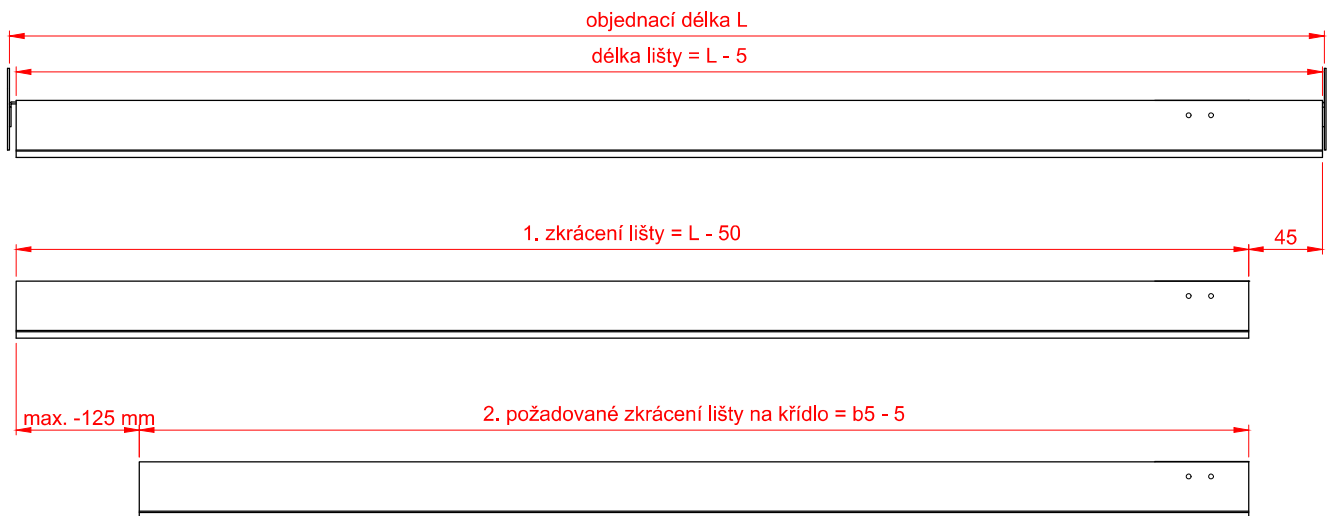 objednací délka L
délka lišty = L - 5
1. zkrácení lišty = L - 50
45
max. -125 mm
2. požadované zkrácení lišty na křídlo = b5 - 5